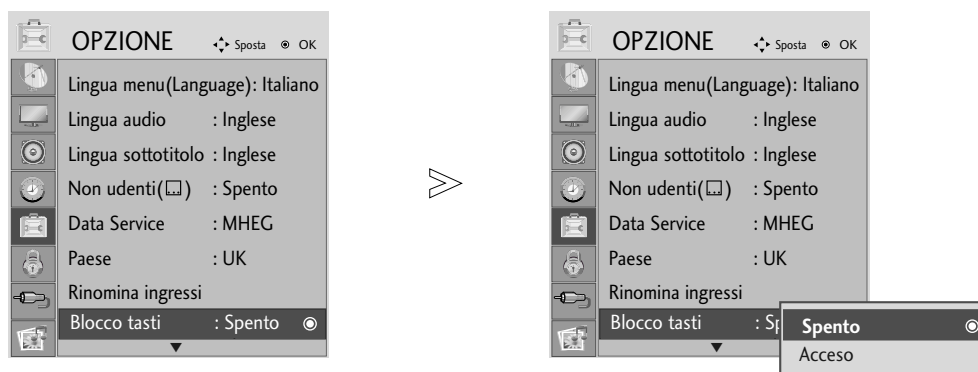 OPZIONE Sposta OK
Lingua menu(Language): Italiano
Lingua audio : Inglese
Lingua sottotitolo : Inglese
Non udenti( ) : Spento
Data Service : MHEG
Paese : UK
Rinomina ingressi
Blocco tasti : Spento
OPZIONE Sposta OK
Lingua menu(Language): Italiano
Lingua audio : Inglese
Lingua sottotitolo : Inglese
Non udenti( ) : Spento
Data Service : MHEG
Paese : UK
Rinomina ingressi
Blocco tasti : Sp
Spento
Acceso